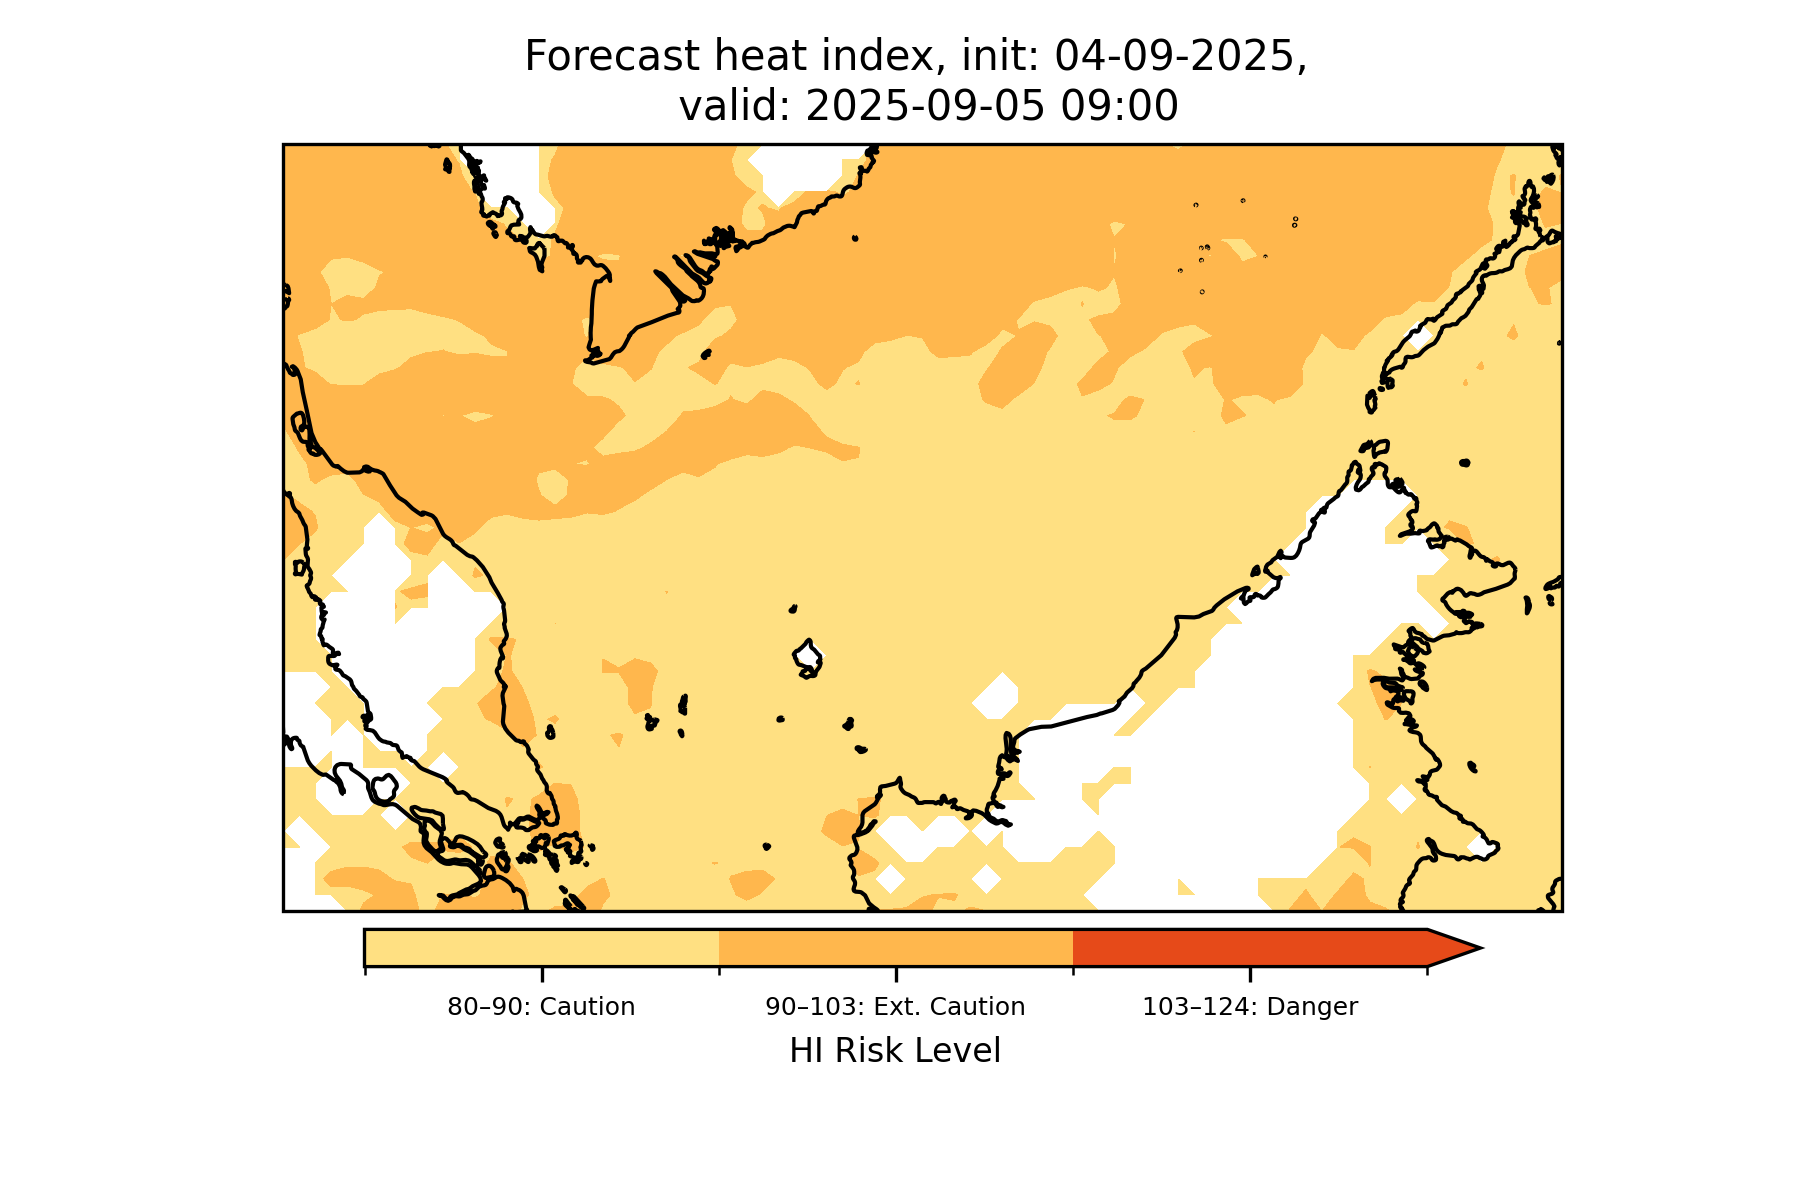 Forecast heat index, init: 04-09-2025,
valid: 2025-09-05 09:00
80–90: Caution
90–103: Ext. Caution
103–124: Danger
HI Risk Level